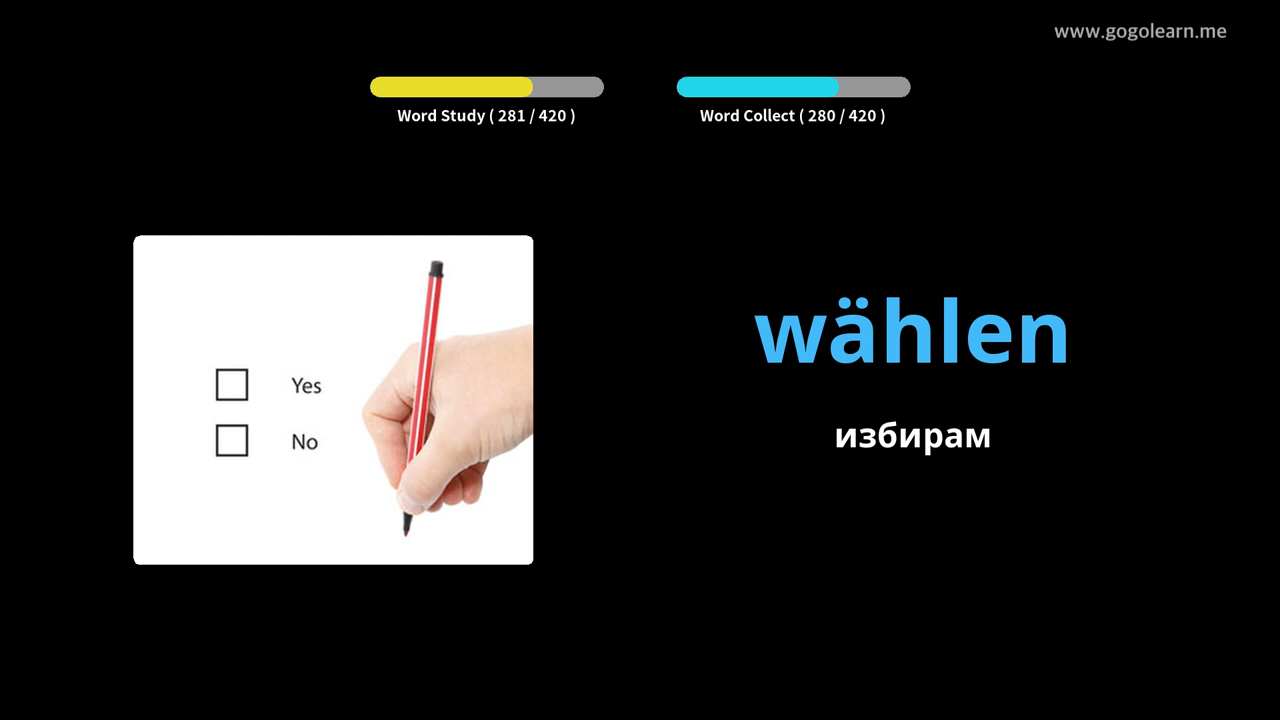 www.gogolearn.me
Word Study ( 281 / 420 )
Word Collect ( 280 / 420 )
Yes
No
wählen
избирам